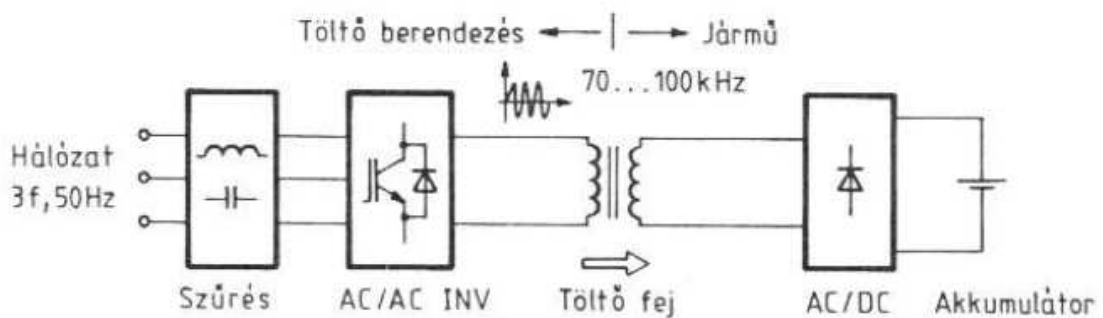 Töltő berendezés
Jármű
70...100kHz
Hálózat
3f,50Hz
Szűrés
AC/AC INV
Töltő fej
AC/DC
Akkumulátor